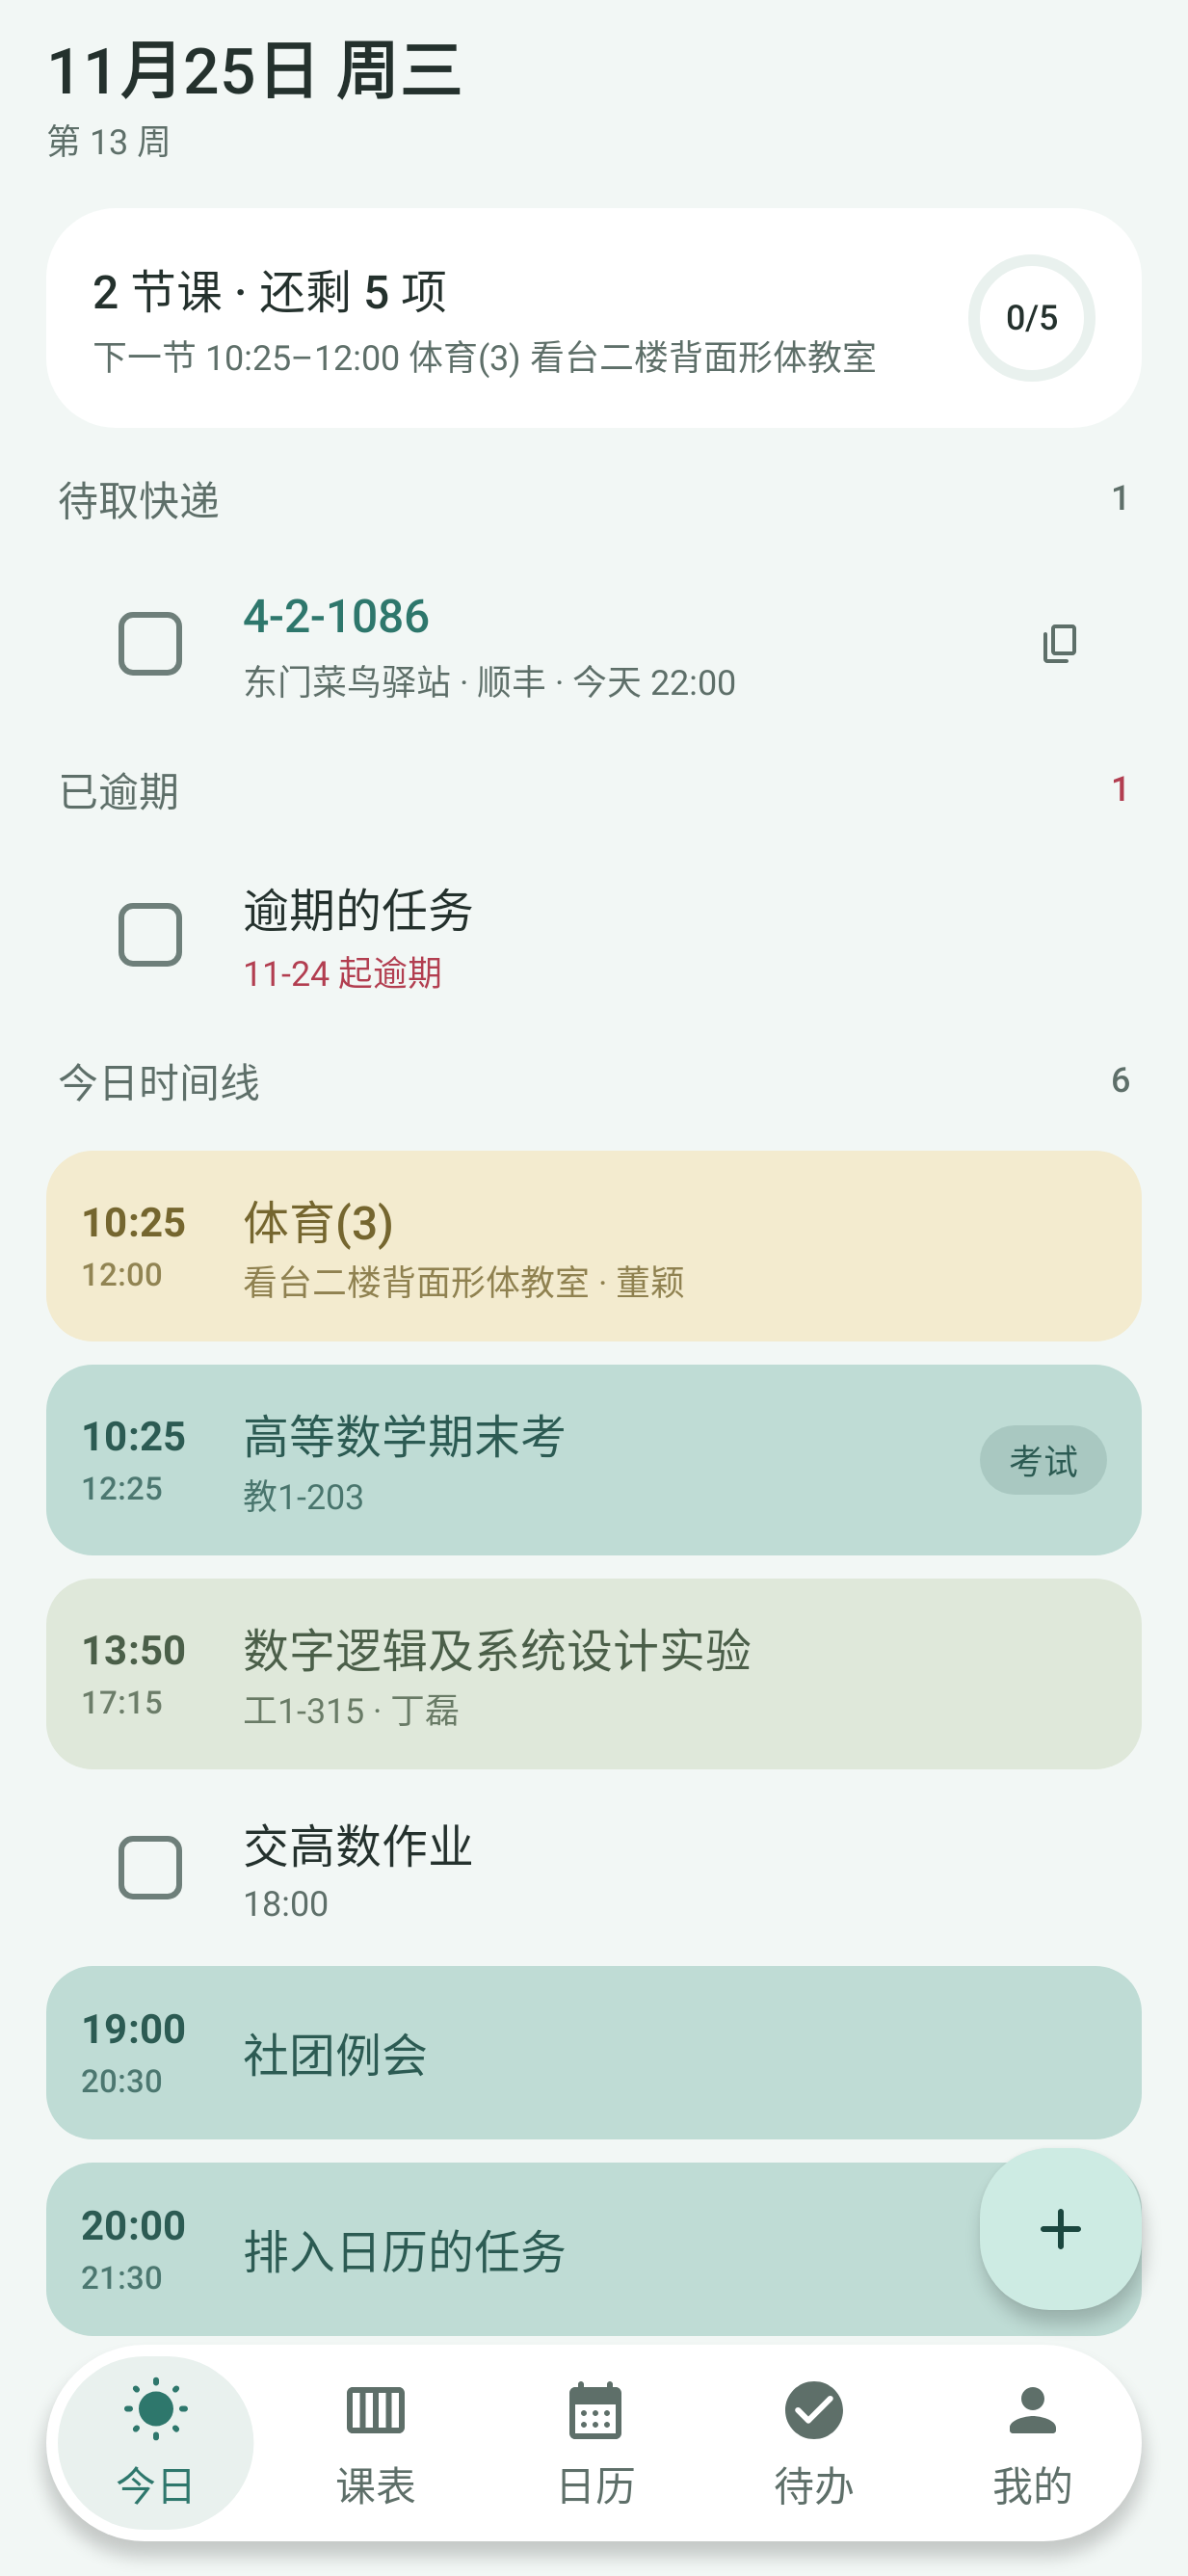 11月25日 周三
第 13 周
2 节课 · 还剩 5 项
下一节 10:25–12:00 体育(3) 看台二楼背面形体教室
0/5
待取快递
1
4-2-1086
东门菜鸟驿站 · 顺丰 · 今天 22:00
已逾期
1
逾期的任务
11-24 起逾期
今日时间线
6
10:25
12:00
体育(3)
看台二楼背面形体教室 · 董颖
10:25
12:25
高等数学期末考
教1-203
考试
13:50
17:15
数字逻辑及系统设计实验
工1-315 · 丁磊
交高数作业
18:00
19:00
20:30
社团例会
20:00
21:30
排入日历的任务
今日
课表
日历
待办
我的